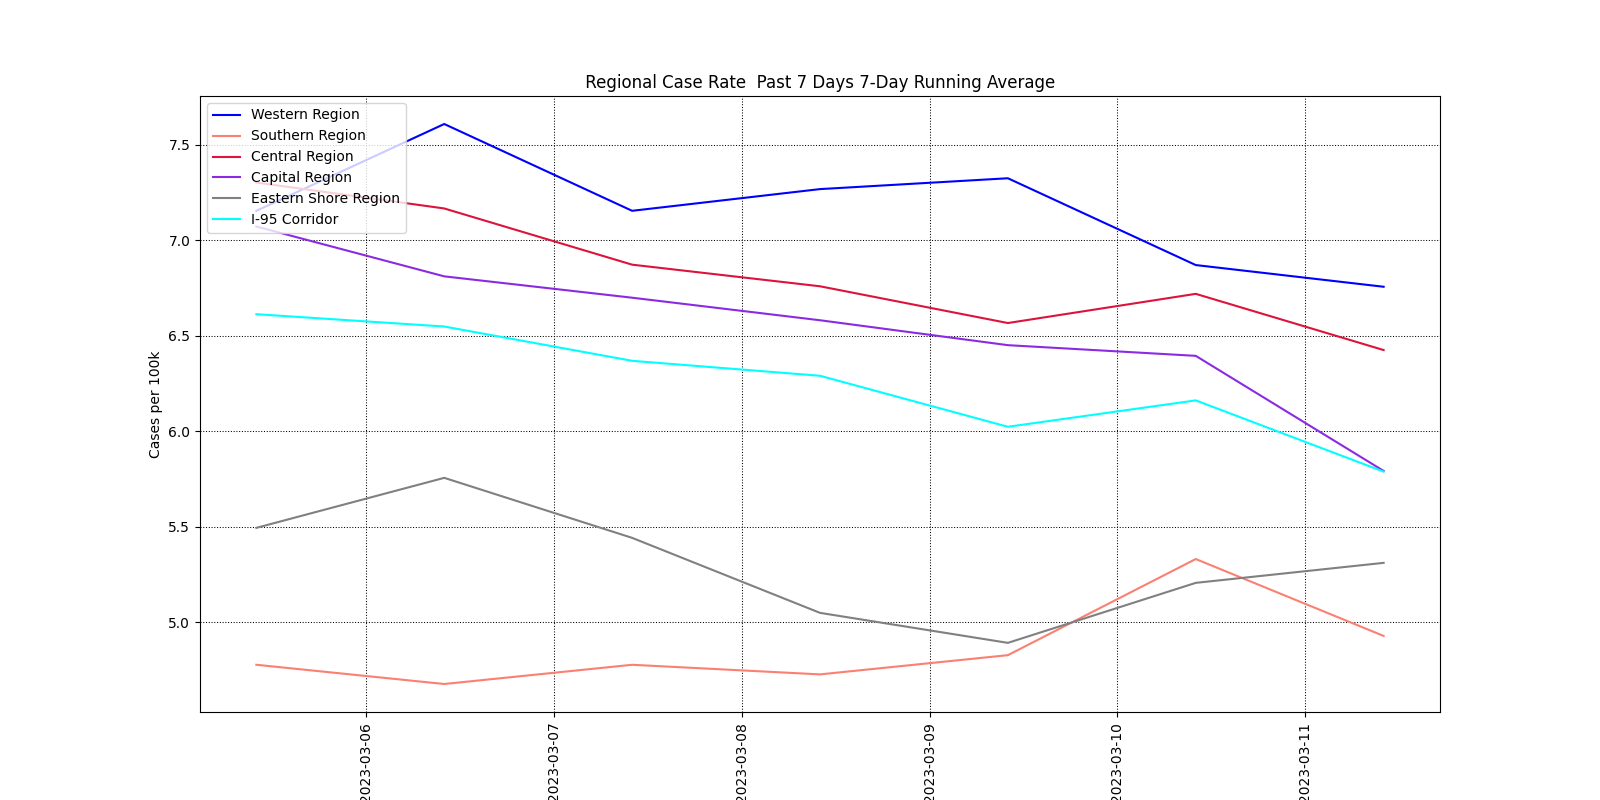 Regional Case Rate  Past 7 Days 7-Day Running Average
Western Region
Southern Region
Central Region
Capital Region
Eastern Shore Region
I-95 Corridor
Cases per 100k
7.5
7.0
6.5
6.0
5.5
5.0
2023-03-06
2023-03-07
2023-03-08
2023-03-09
2023-03-10
2023-03-11